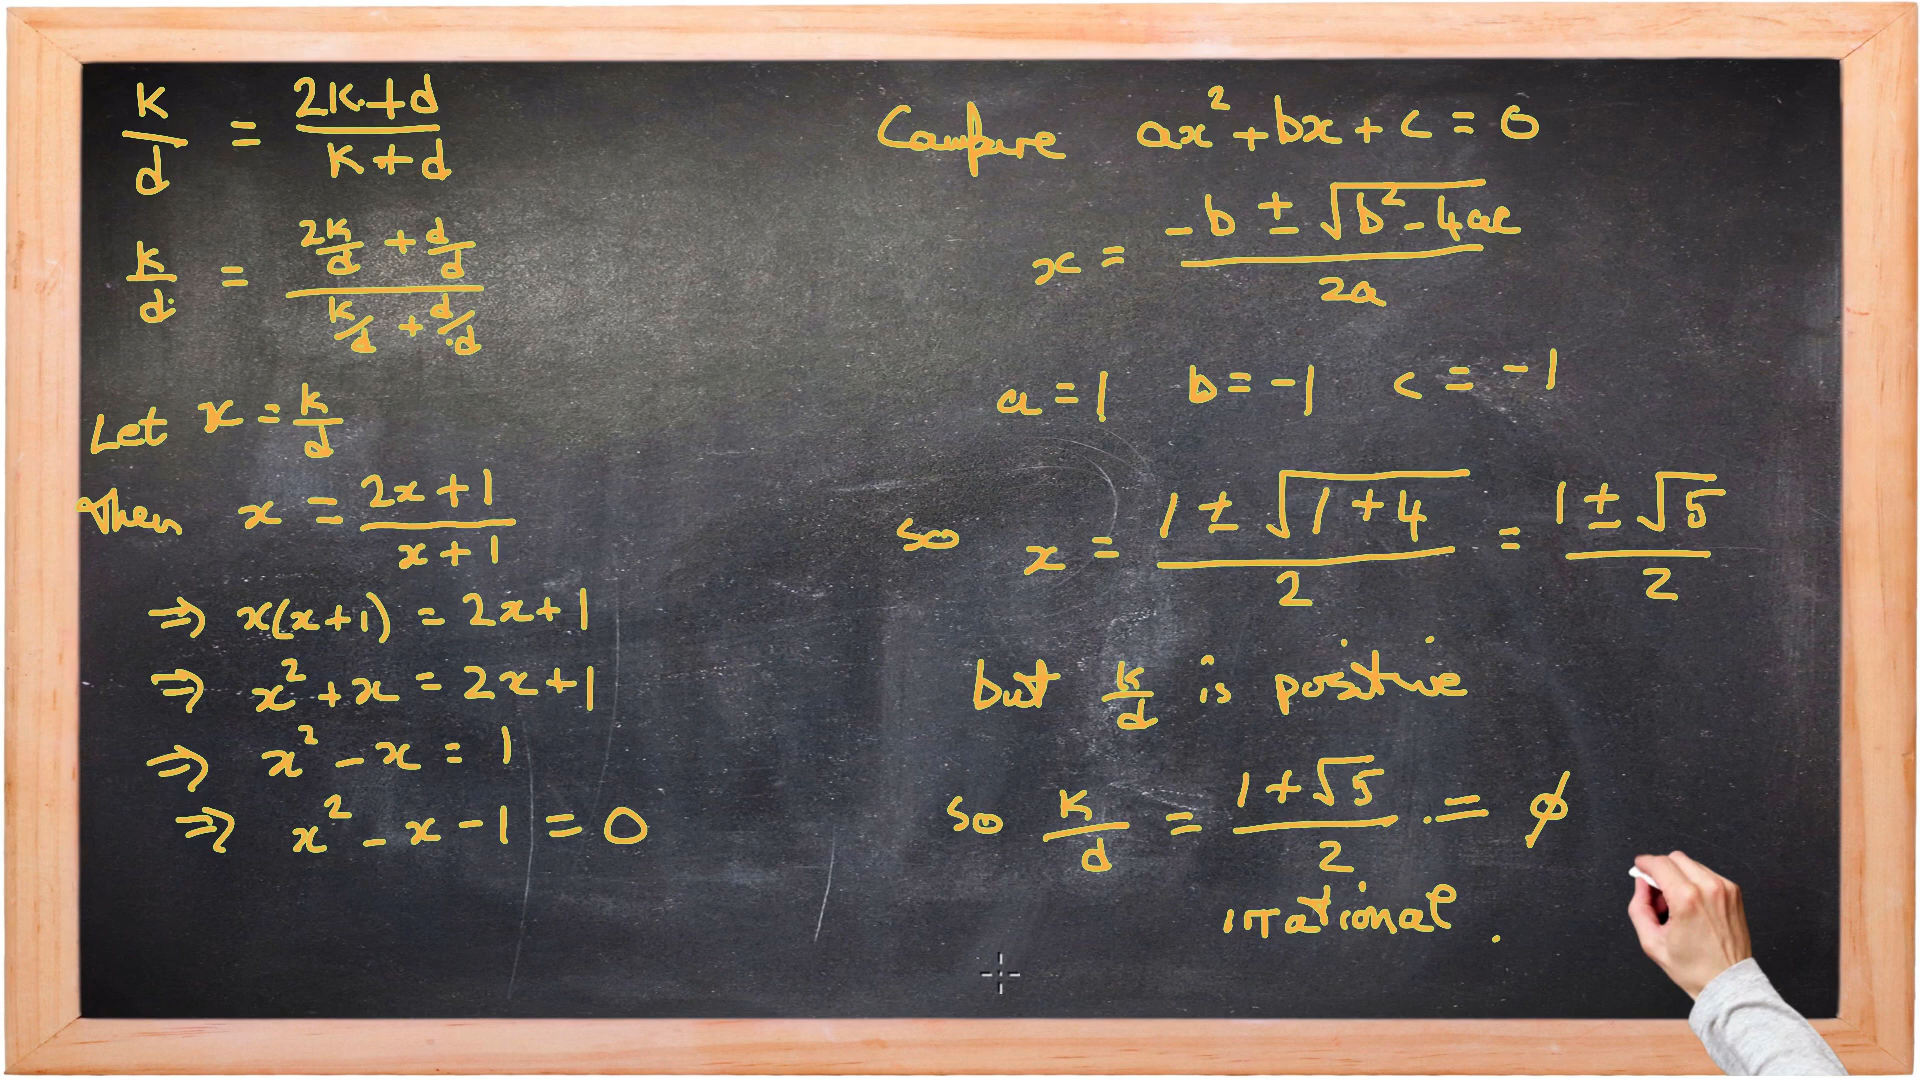 k/d = (2k+d)/(k+d)
k/d = (2k/d + d/d)/(k/d + d/d)
Let x = k/d
Then x = (2x+1)/(x+1)
⇒ x(x+1) = 2x+1
⇒ x²+x = 2x+1
⇒ x²-x = 1
⇒ x²-x-1 = 0
Compare ax²+bx+c = 0
x = (-b ± √(b²-4ac))/2a
a=1 b=-1 c=-1
so x = (1 ± √(1+4))/2 = (1±√5)/2
but k/d is positive
so k/d = (1+√5)/2 .= ϕ
irrational.